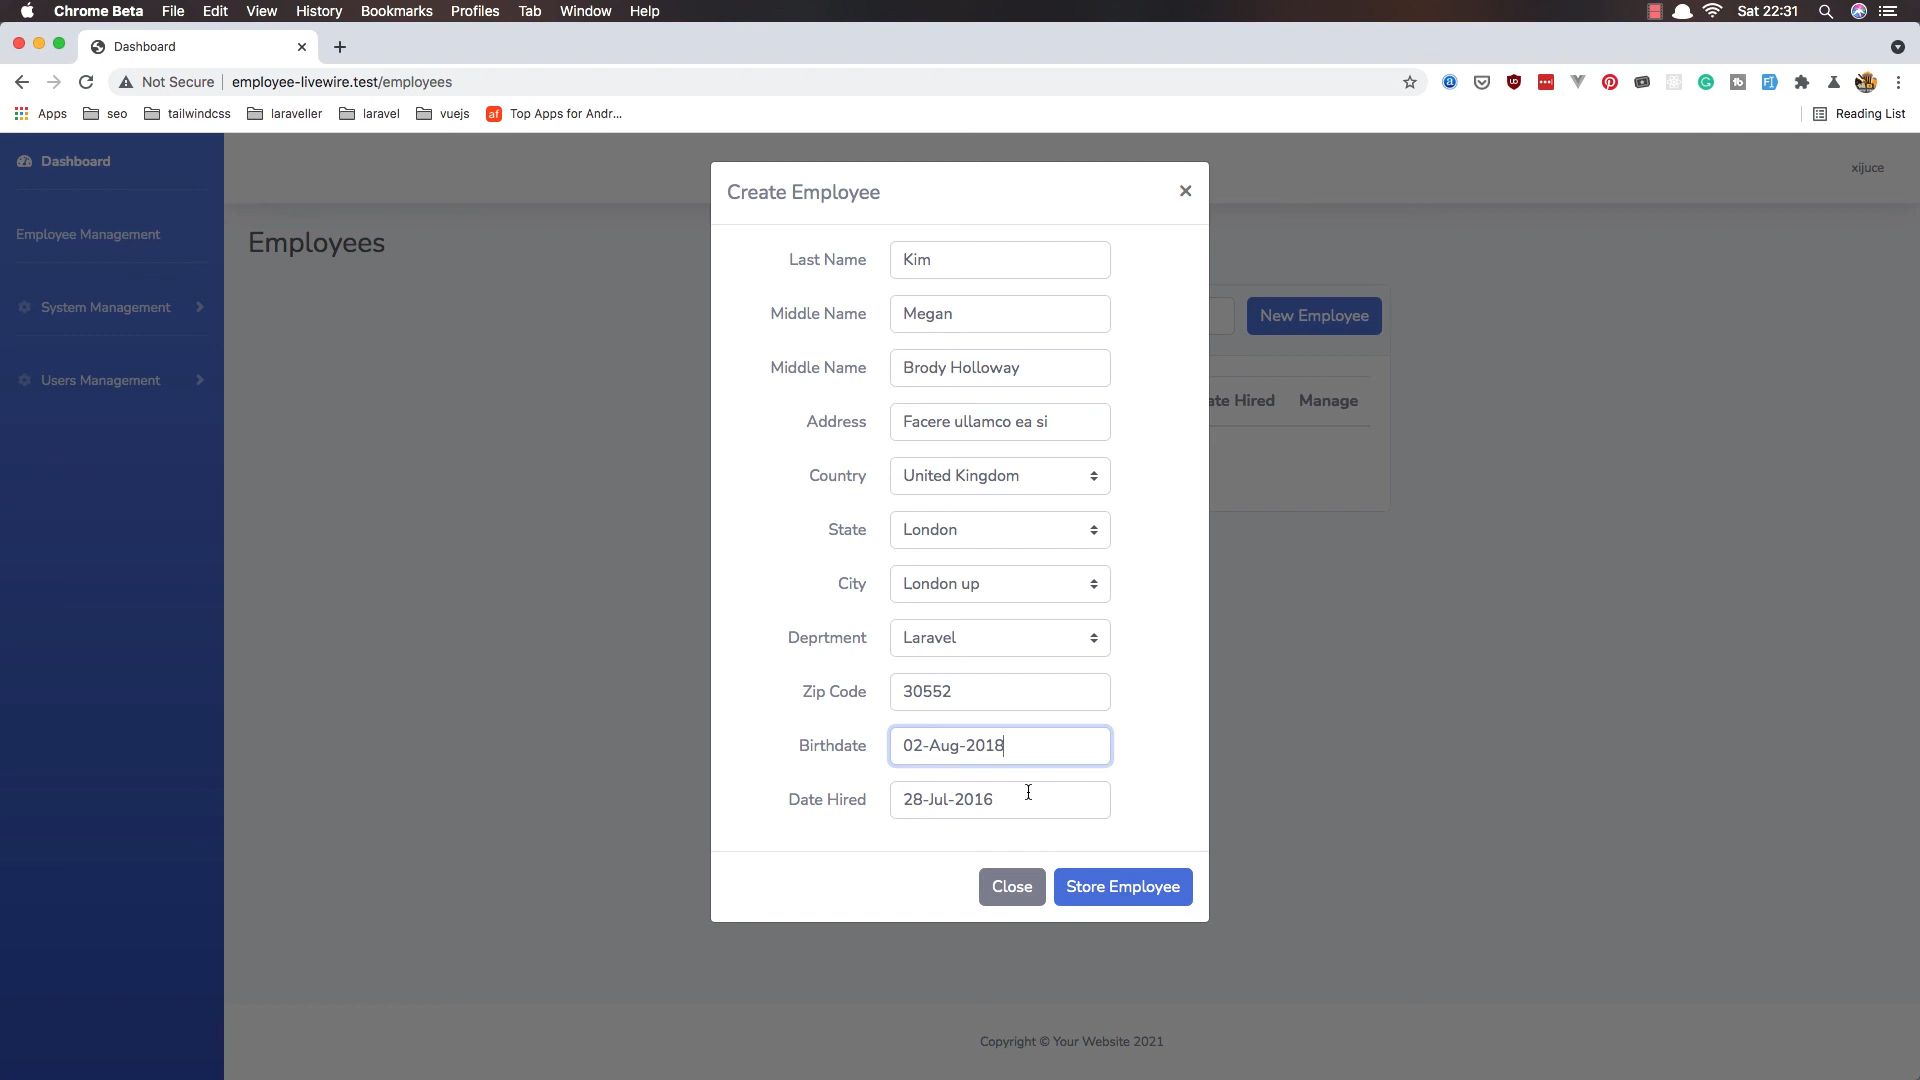 Chrome Beta File Edit View History Bookmarks Profiles Tab Window Help Sat 22:31
Dashboard
Not Secure employee-livewire.test/employees
Apps seo tailwindcss laraveller laravel vuejs af Top Apps for Andr... Reading List
Dashboard
xijuce
Employee Management
System Management
Users Management
Employees
New Employee
ate Hired Manage
Create Employee
Last Name Kim
Middle Name Megan
Middle Name Brody Holloway
Address Facere ullamco ea si
Country United Kingdom
State London
City London up
Deprtment Laravel
Zip Code 30552
Birthdate 02-Aug-2018
Date Hired 28-Jul-2016
Close Store Employee
Copyright © Your Website 2021